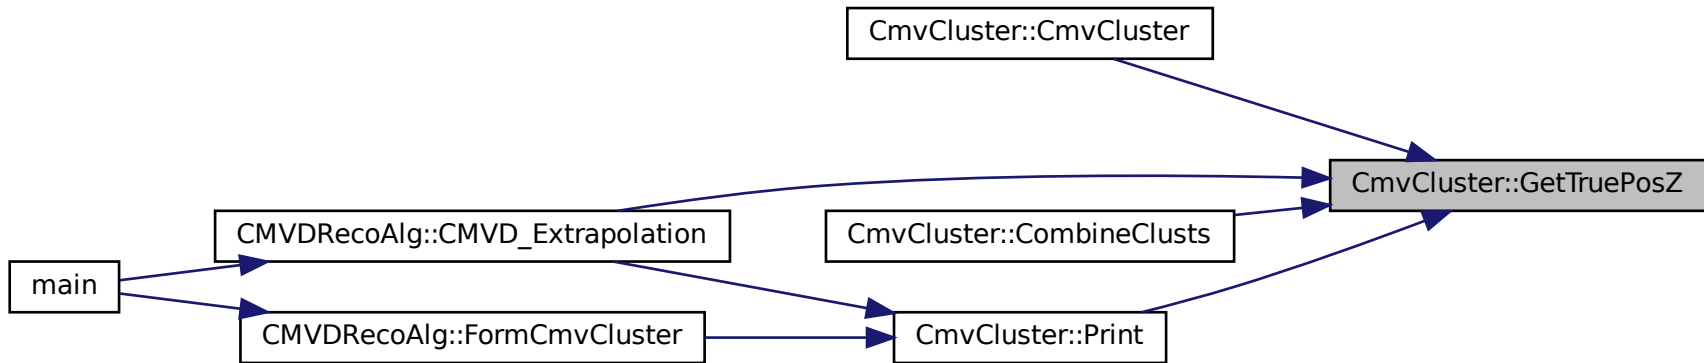 CmvCluster::CmvCluster
CmvCluster::GetTruePosZ
CMVDRecoAlg::CMVD_Extrapolation
CmvCluster::CombineClusts
main
CMVDRecoAlg::FormCmvCluster
CmvCluster::Print